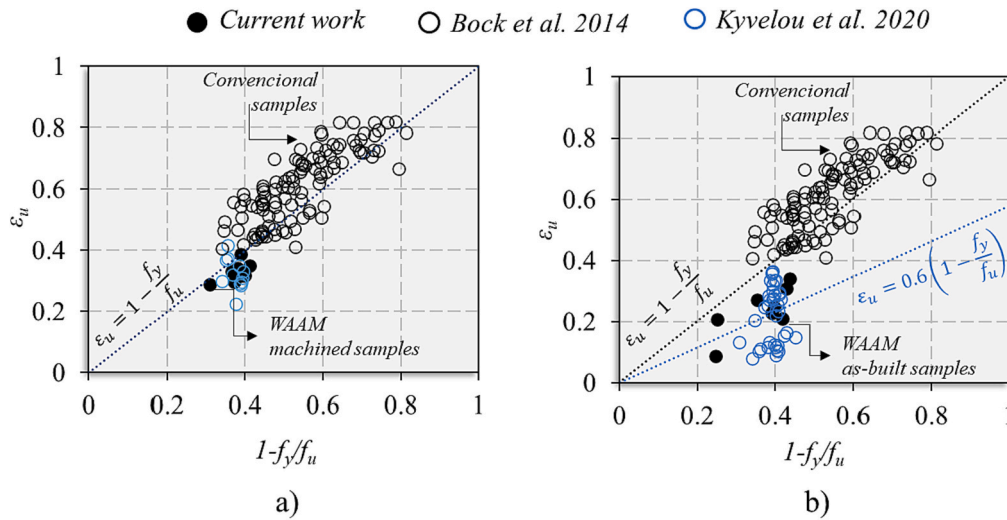 Current work Bock et al. 2014 Kyvelou et al. 2020
1
0.8
0.6
0.4
0.2
0
0 0.2 0.4 0.6 0.8 1
εu
1-fy/fu
Convencional
samples
εu = 1 − fy/fu
WAAM
machined samples
a)
1
0.8
0.6
0.4
0.2
0
0 0.2 0.4 0.6 0.8 1
εu
1-fy/fu
Convencional
samples
εu = 1 − fy/fu
εu = 0.6(1 − fy/fu)
WAAM
as-built samples
b)